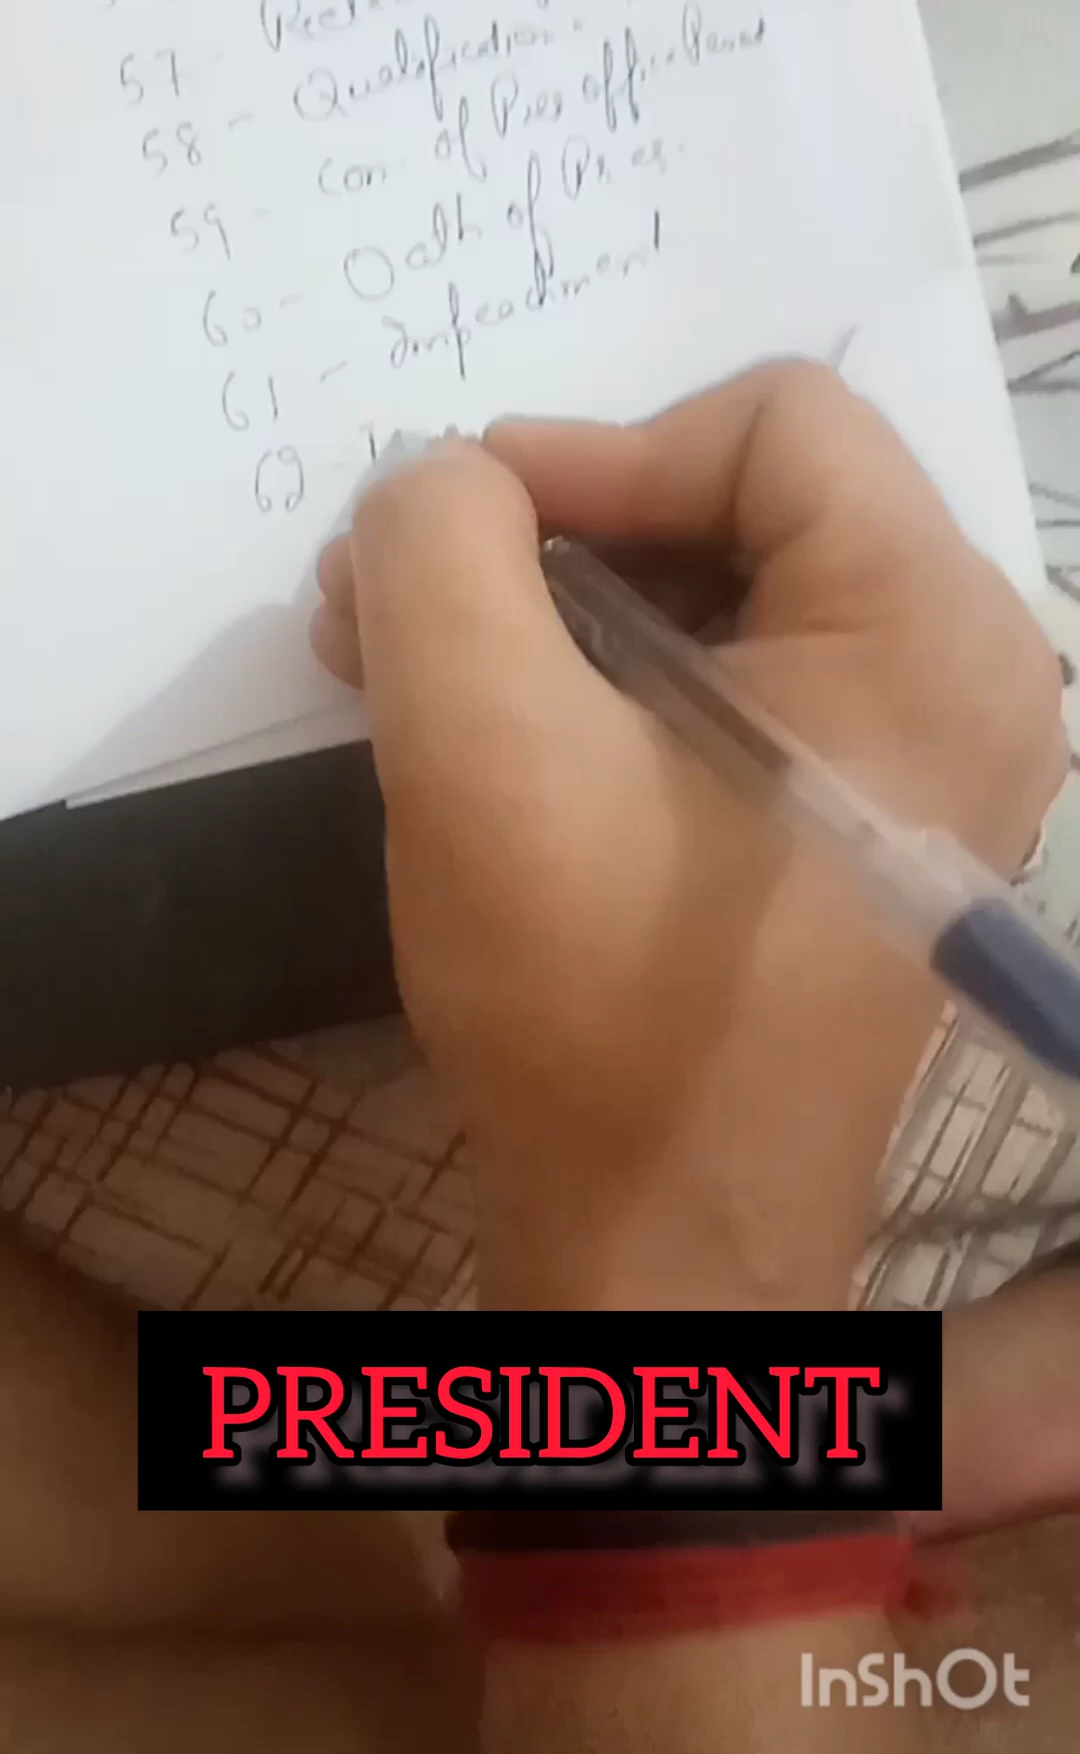 57 -
58 - Qualification.
59 - Con. of Pres office
60 - Oath of Pres.
61 - Impeachment
62 -
PRESIDENT
InShOt